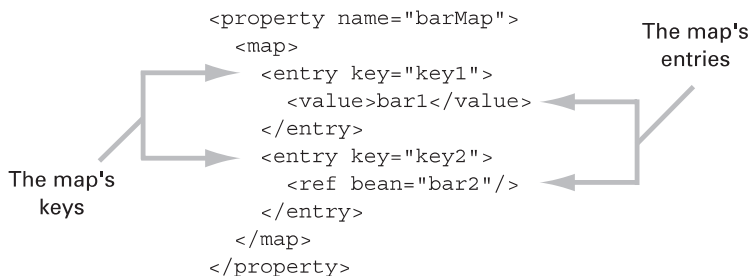 <property name="barMap">
<map>
<entry key="key1">
<value>bar1</value>
</entry>
<entry key="key2">
<ref bean="bar2"/>
</entry>
</map>
</property>
The map's
keys
The map's
entries